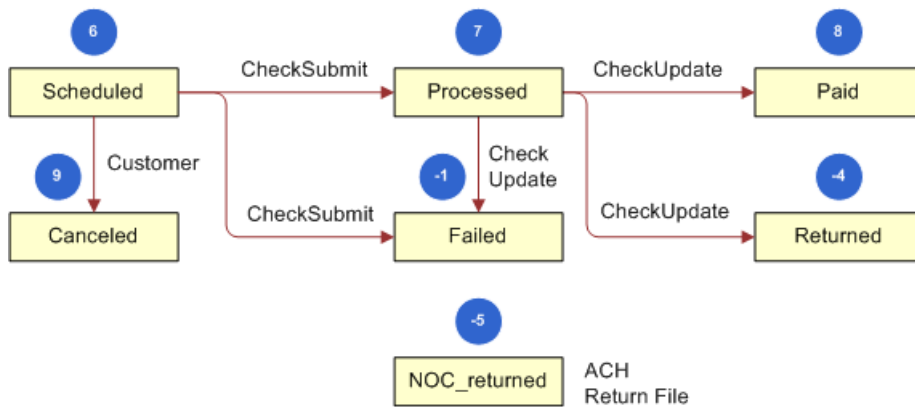 6
7
8
CheckSubmit
CheckUpdate
Scheduled
Processed
Paid
Customer
Check
Update
9
-1
-4
CheckSubmit
CheckUpdate
Canceled
Failed
Returned
-5
NOC_returned
ACH
Return File